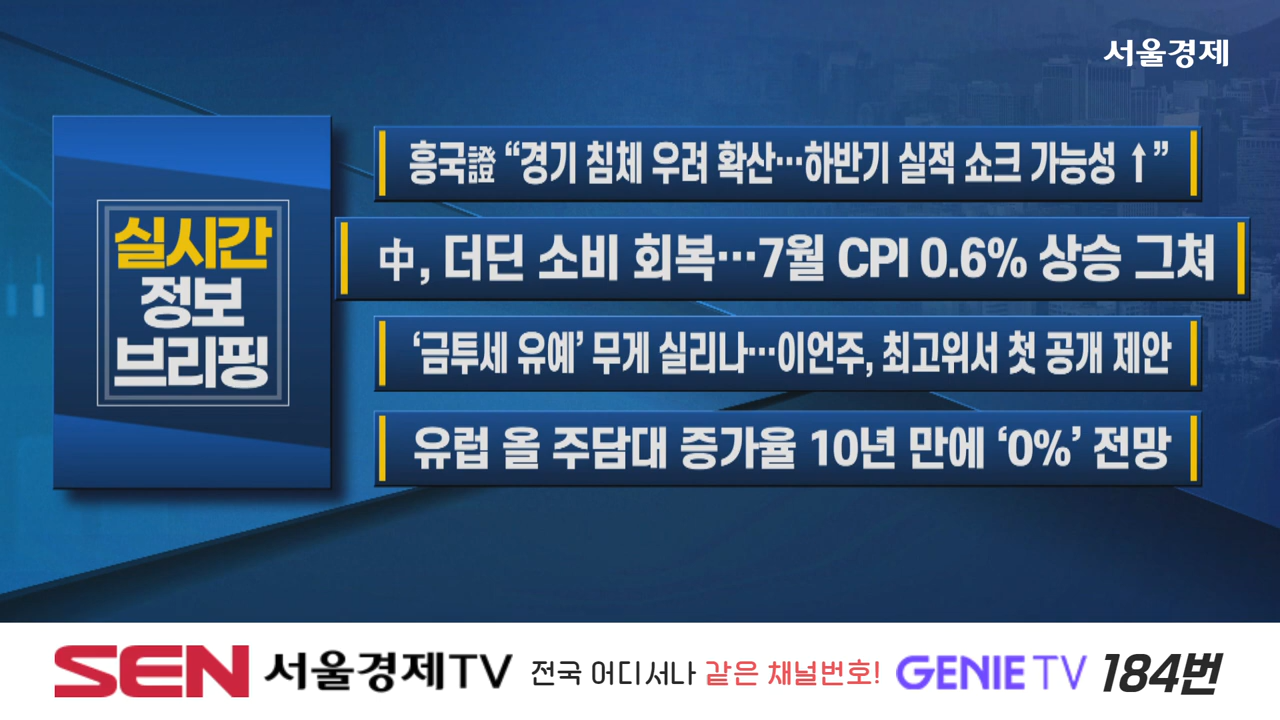 서울경제
실시간
정보
브리핑
흥국證 “경기 침체 우려 확산…하반기 실적 쇼크 가능성 ↑”
中, 더딘 소비 회복…7월 CPI 0.6% 상승 그쳐
‘금투세 유예’ 무게 실리나…이언주, 최고위서 첫 공개 제안
유럽 올 주담대 증가율 10년 만에 ‘0%’ 전망
SEN 서울경제TV 전국 어디서나 같은 채널번호! GENIE TV 184번